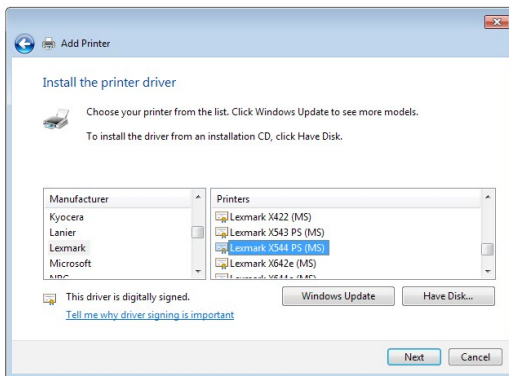 Add Printer
Install the printer driver
Choose your printer from the list. Click Windows Update to see more models.
To install the driver from an installation CD, click Have Disk.
Manufacturer
Kyocera
Lanier
Lexmark
Microsoft
Printers
Lexmark X422 (MS)
Lexmark X543 PS (MS)
Lexmark X544 PS (MS)
Lexmark X642e (MS)
This driver is digitally signed.
Tell me why driver signing is important
Windows Update
Have Disk...
Next
Cancel